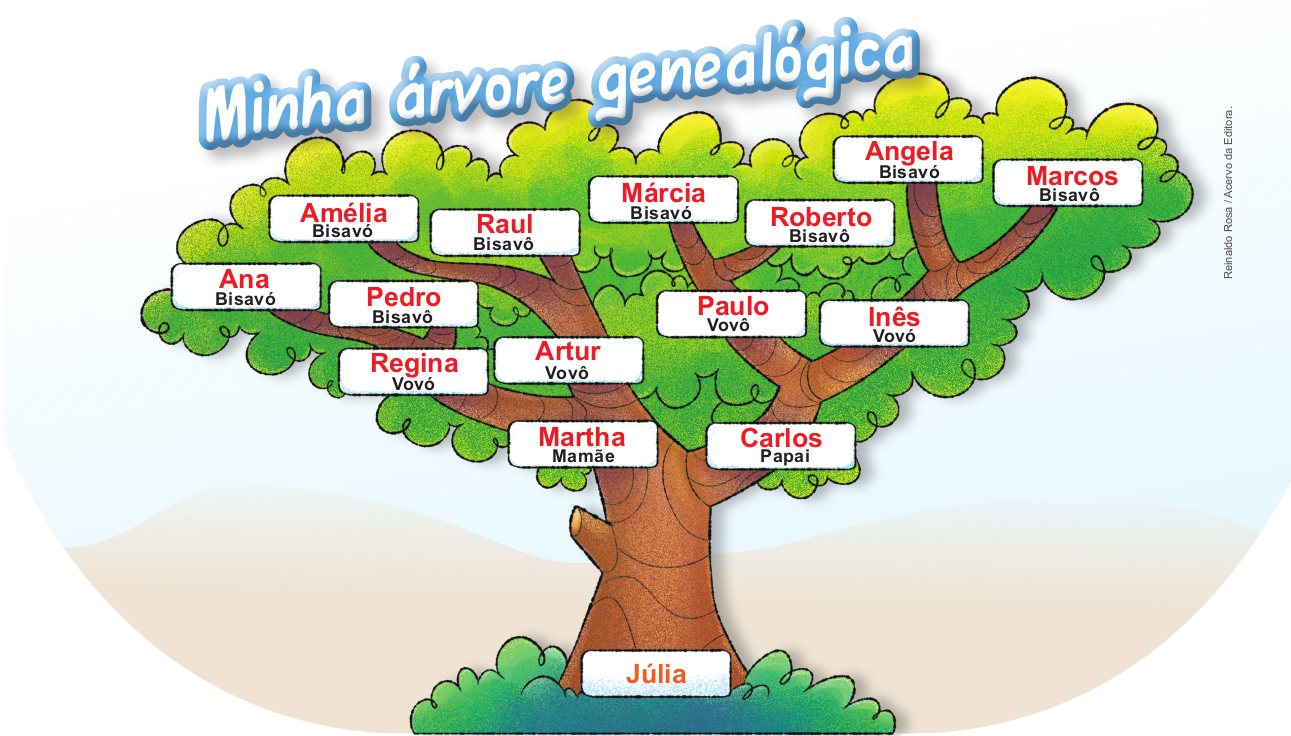 Minha árvore genealógica
Angela
Bisavó
Marcos
Bisavô
Márcia
Bisavó
Roberto
Bisavô
Amélia
Bisavó
Raul
Bisavô
Ana
Bisavó
Pedro
Bisavô
Paulo
Vovô
Inês
Vovó
Regina
Vovó
Artur
Vovô
Martha
Mamãe
Carlos
Papai
Júlia
Reinaldo Rosa / Acervo da Editora.